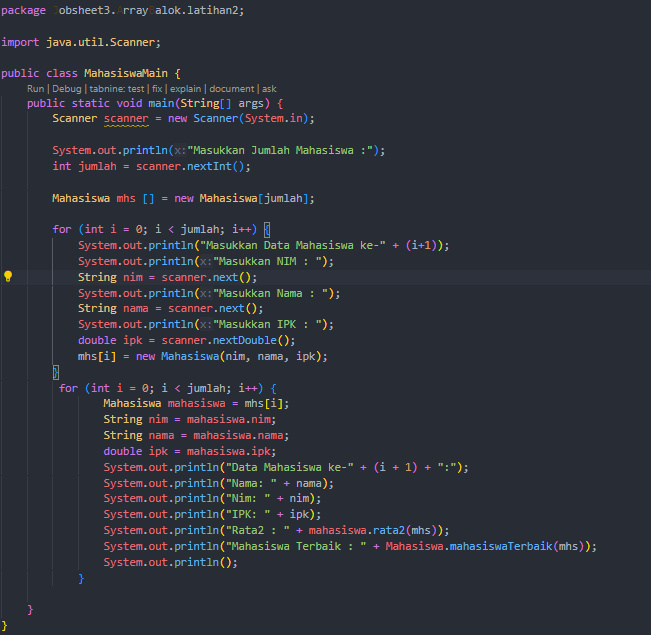 package Jobsheet3.ArrayBalok.latihan2;
import java.util.Scanner;
public class MahasiswaMain {
Run | Debug | tabnine: test | fix | explain | document | ask
public static void main(String[] args) {
Scanner scanner = new Scanner(System.in);
System.out.println(x:"Masukkan Jumlah Mahasiswa :");
int jumlah = scanner.nextInt();
Mahasiswa mhs [] = new Mahasiswa[jumlah];
for (int i = 0; i < jumlah; i++) {
System.out.println("Masukkan Data Mahasiswa ke-" + (i+1));
System.out.println(x:"Masukkan NIM : ");
String nim = scanner.next();
System.out.println(x:"Masukkan Nama : ");
String nama = scanner.next();
System.out.println(x:"Masukkan IPK : ");
double ipk = scanner.nextDouble();
mhs[i] = new Mahasiswa(nim, nama, ipk);
}
for (int i = 0; i < jumlah; i++) {
Mahasiswa mahasiswa = mhs[i];
String nim = mahasiswa.nim;
String nama = mahasiswa.nama;
double ipk = mahasiswa.ipk;
System.out.println("Data Mahasiswa ke-" + (i + 1) + ":");
System.out.println("Nama: " + nama);
System.out.println("Nim: " + nim);
System.out.println("IPK: " + ipk);
System.out.println("Rata2 : " + mahasiswa.rata2(mhs));
System.out.println("Mahasiswa Terbaik : " + Mahasiswa.mahasiswaTerbaik(mhs));
System.out.println();
}
}
}